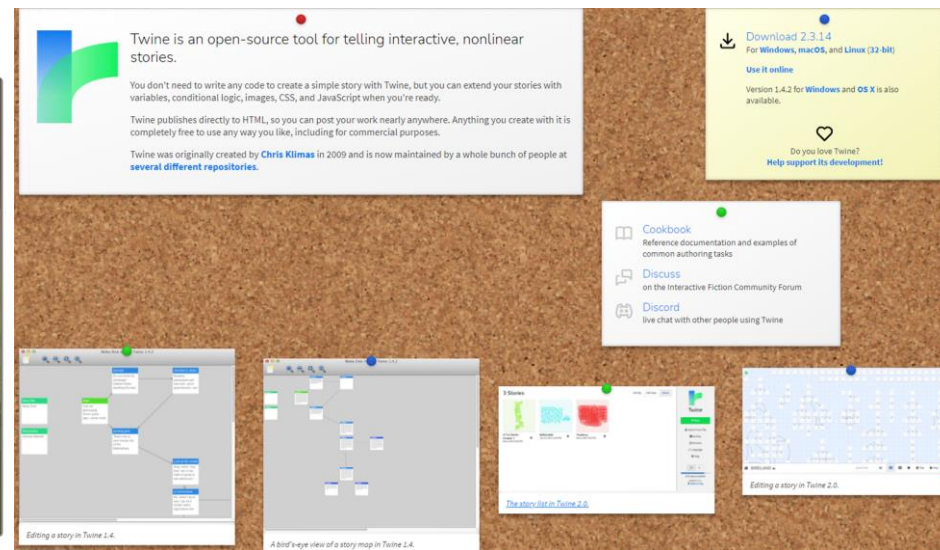 Twine is an open-source tool for telling interactive, nonlinear
stories.
You don't need to write any code to create a simple story with Twine, but you can extend your stories with
variables, conditional logic, images, CSS, and JavaScript when you're ready.
Twine publishes directly to HTML, so you can post your work nearly anywhere. Anything you create with it is
completely free to use any way you like, including for commercial purposes.
Twine was originally created by Chris Klimas in 2009 and is now maintained by a whole bunch of people at
several different repositories.
Download 2.3.14
For Windows, macOS, and Linux (32-bit)
Use it online
Version 1.4.2 for Windows and OS X is also
available.
Do you love Twine?
Help support its development!
Cookbook
Reference documentation and examples of
common authoring tasks
Discuss
on the Interactive Fiction Community Forum
Discord
live chat with other people using Twine
Editing a story in Twine 1.4.
A bird's-eye view of a story map in Twine 1.4.
3 Stories
Twine
The story list in Twine 2.0.
Editing a story in Twine 2.0.